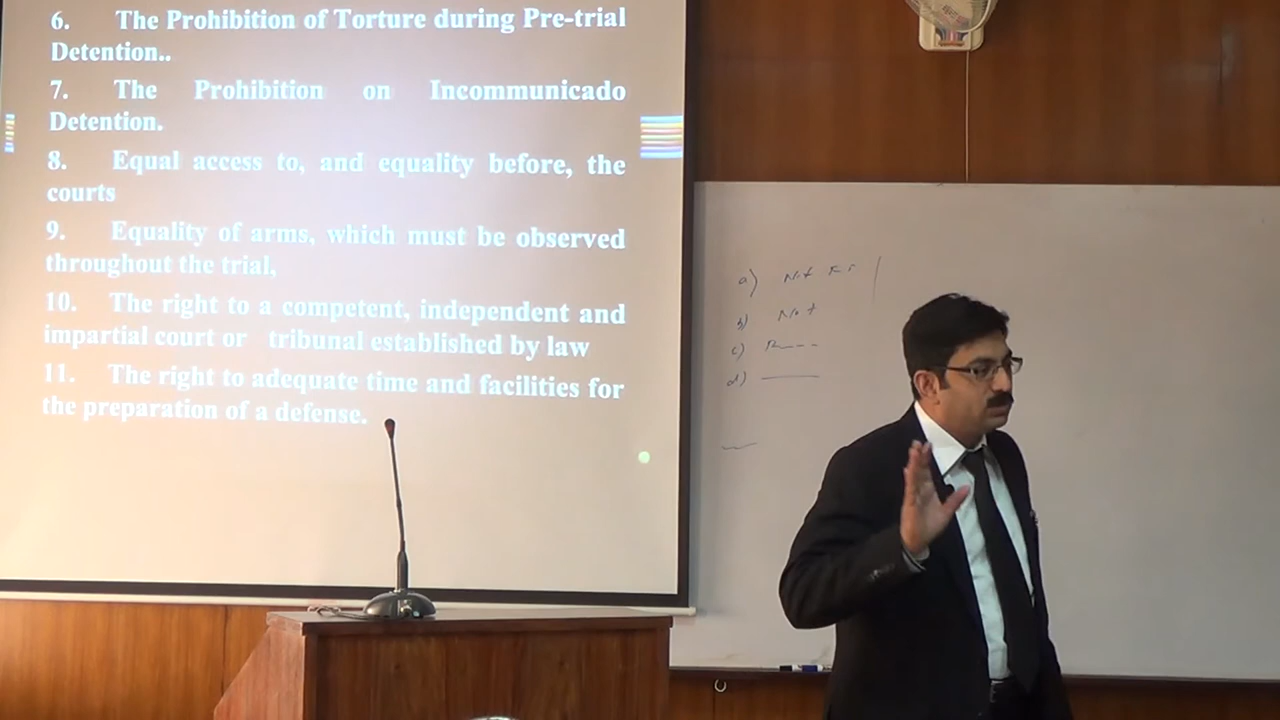 6. The Prohibition of Torture during Pre-trial
Detention..
7. The Prohibition on Incommunicado
Detention.
8. Equal access to, and equality before, the
courts
9. Equality of arms, which must be observed
throughout the trial,
10. The right to a competent, independent and
impartial court or tribunal established by law
11. The right to adequate time and facilities for
the preparation of a defense.
a) Not
b) Not
c)
d)